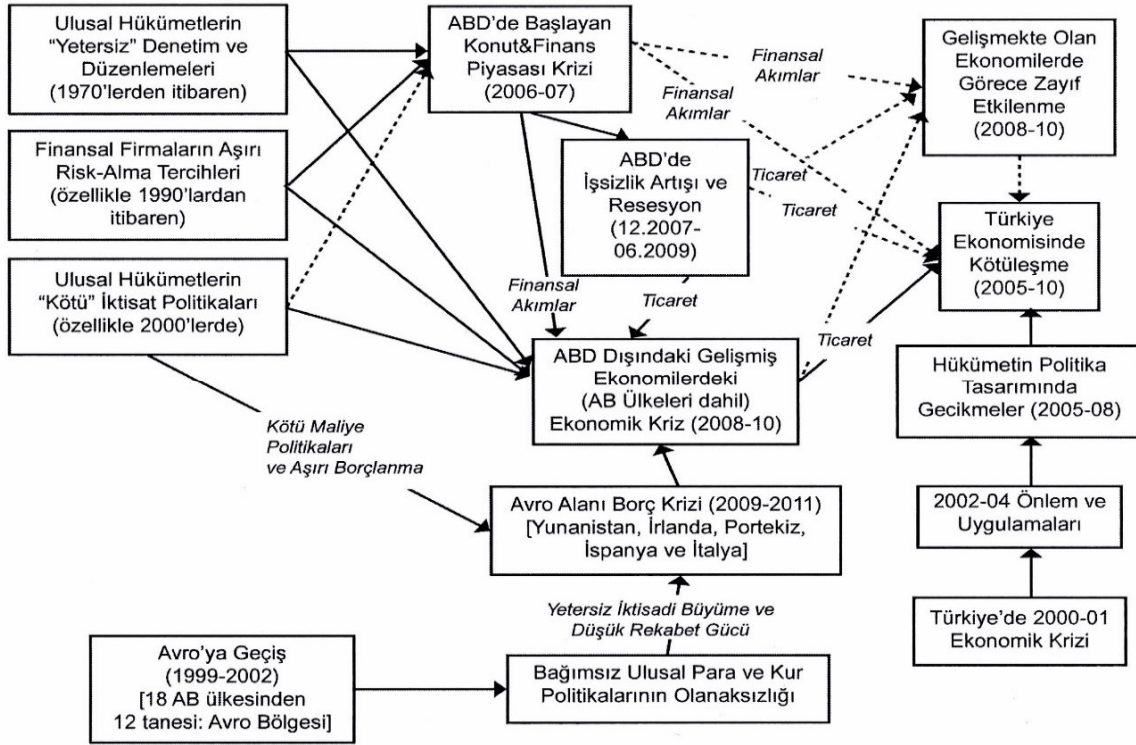 Ulusal Hükümetlerin
“Yetersiz” Denetim ve
Düzenlemeleri
(1970’lerden itibaren)
ABD’de Başlayan
Konut&Finans
Piyasası Krizi
(2006-07)
Finansal
Akımlar
Finansal
Akımlar
Gelişmekte Olan
Ekonomilerde
Görece Zayıf
Etkilenme
(2008-10)
Finansal Firmaların Aşırı
Risk-Alma Tercihleri
(özellikle 1990’lardan
itibaren)
ABD’de
İşsizlik Artışı ve
Resesyon
(12.2007-
06.2009)
Ticaret
Ticaret
Türkiye
Ekonomisinde
Kötüleşme
(2005-10)
Ulusal Hükümetlerin
“Kötü” İktisat Politikaları
(özellikle 2000’lerde)
Finansal
Akımlar
Ticaret
Ticaret
ABD Dışındaki Gelişmiş
Ekonomilerdeki
(AB Ülkeleri dahil)
Ekonomik Kriz (2008-10)
Hükümetin Politika
Tasarımında
Gecikmeler (2005-08)
Kötü Maliye
Politikaları
ve Aşırı Borçlanma
Avro Alanı Borç Krizi (2009-2011)
[Yunanistan, İrlanda, Portekiz,
İspanya ve İtalya]
2002-04 Önlem ve
Uygulamaları
Yetersiz İktisadi Büyüme ve
Düşük Rekabet Gücü
Türkiye’de 2000-01
Ekonomik Krizi
Avro’ya Geçiş
(1999-2002)
[18 AB ülkesinden
12 tanesi: Avro Bölgesi]
Bağımsız Ulusal Para ve Kur
Politikalarının Olanaksızlığı